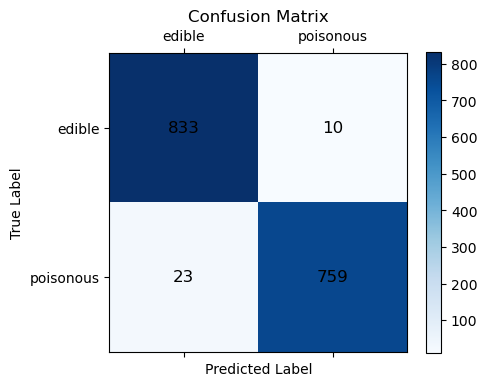 Confusion Matrix
edible poisonous
edible 833 10
poisonous 23 759
True Label
Predicted Label
800
700
600
500
400
300
200
100